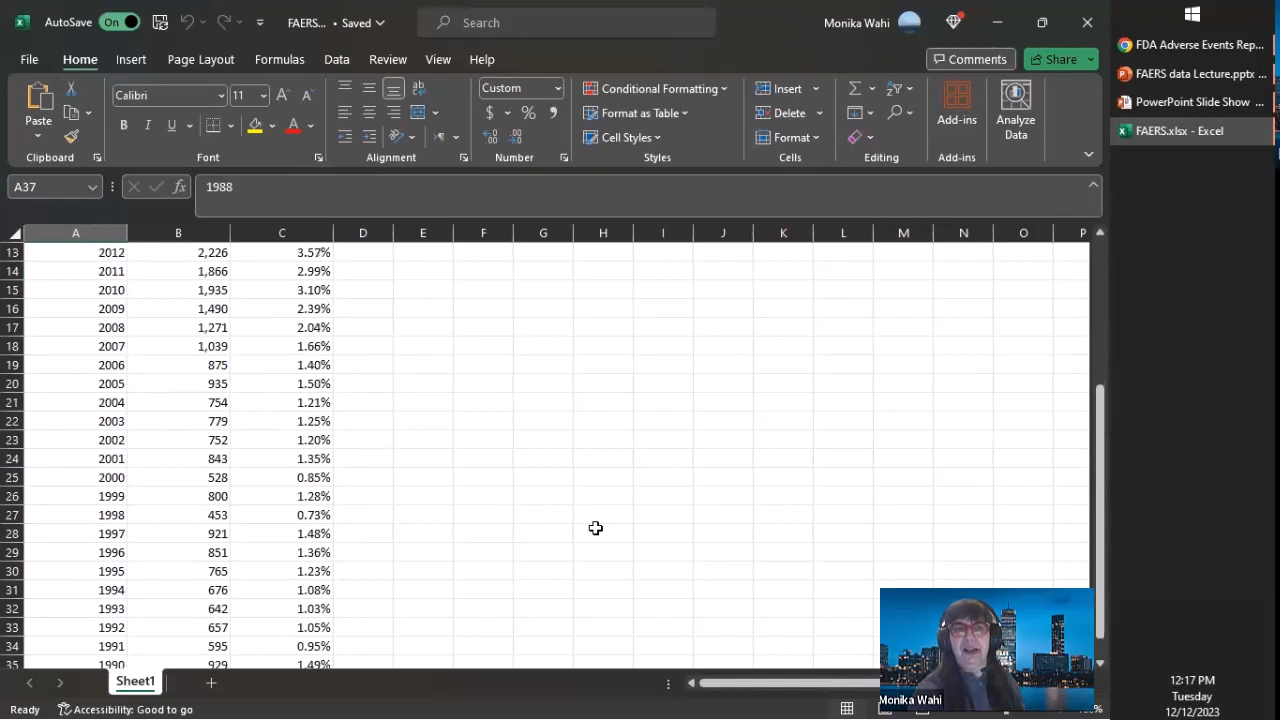 AutoSave On FAERS... • Saved Search Monika Wahi
File Home Insert Page Layout Formulas Data Review View Help Comments Share
Paste Calibri 11 ab Custom Conditional Formatting Insert
B I U A $ % Format as Table Delete Add-ins Analyze Data
Cell Styles Format
Clipboard Font Alignment Number Styles Cells Editing Add-ins
A37 fx 1988
A B C D E F G H I J K L M N O P
13 2012 2,226 3.57%
14 2011 1,866 2.99%
15 2010 1,935 3.10%
16 2009 1,490 2.39%
17 2008 1,271 2.04%
18 2007 1,039 1.66%
19 2006 875 1.40%
20 2005 935 1.50%
21 2004 754 1.21%
22 2003 779 1.25%
23 2002 752 1.20%
24 2001 843 1.35%
25 2000 528 0.85%
26 1999 800 1.28%
27 1998 453 0.73%
28 1997 921 1.48%
29 1996 851 1.36%
30 1995 765 1.23%
31 1994 676 1.08%
32 1993 642 1.03%
33 1992 657 1.05%
34 1991 595 0.95%
35 1990 929 1.49%
Sheet1
Ready Accessibility: Good to go
Monika Wahi
FDA Adverse Events Rep...
FAERS data Lecture.pptx ...
PowerPoint Slide Show ...
FAERS.xlsx - Excel
12:17 PM
Tuesday
12/12/2023